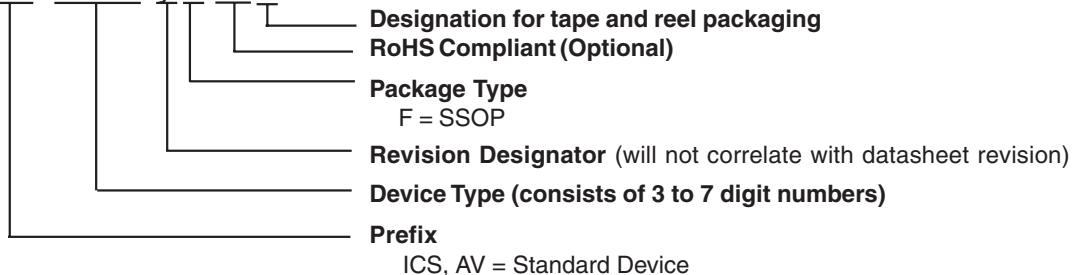 Designation for tape and reel packaging
RoHS Compliant (Optional)
Package Type
F = SSOP
Revision Designator (will not correlate with datasheet revision)
Device Type (consists of 3 to 7 digit numbers)
Prefix
ICS, AV = Standard Device